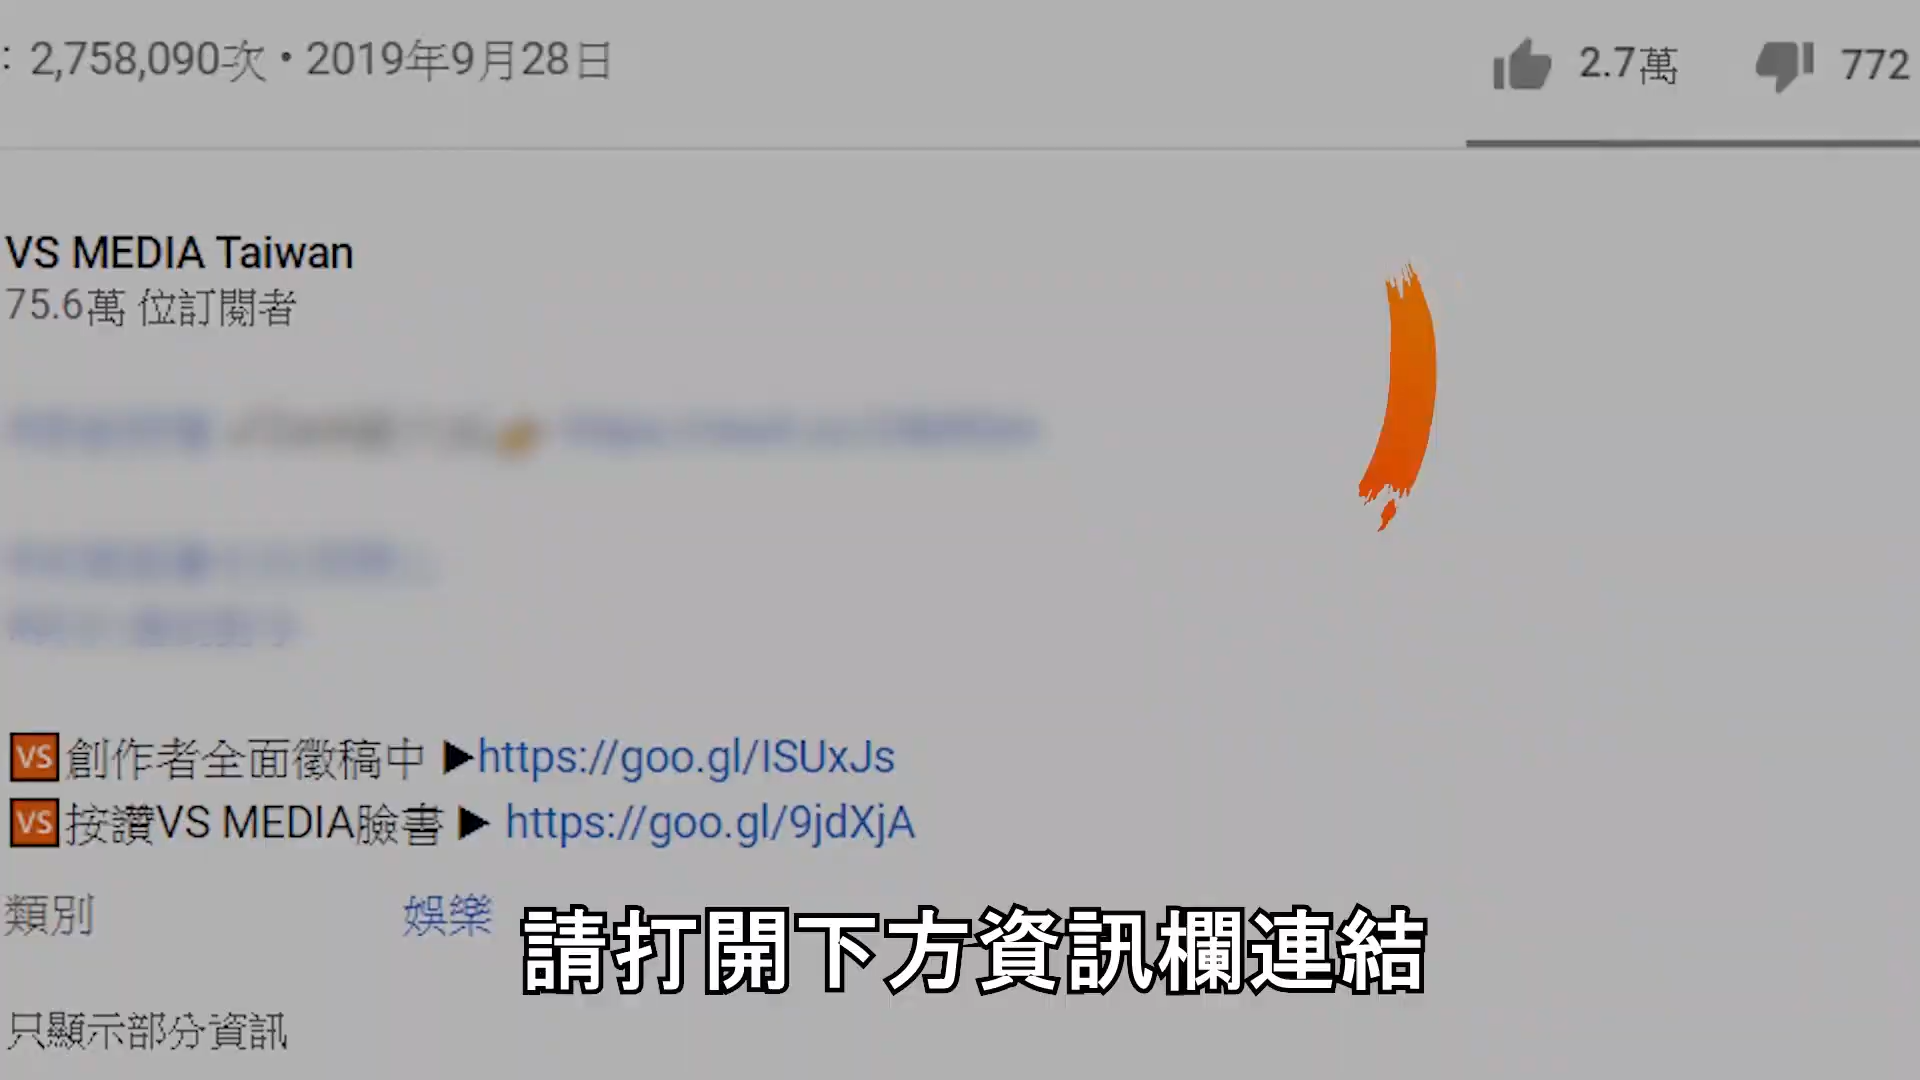 ：2,758,090次 • 2019年9月28日
2.7萬
772
VS MEDIA Taiwan
75.6萬 位訂閱者
🆚創作者全面徵稿中 ▶https://goo.gl/ISUxJs
🆚按讚VS MEDIA臉書 ▶ https://goo.gl/9jdXjA
類別 娛樂
請打開下方資訊欄連結
只顯示部分資訊